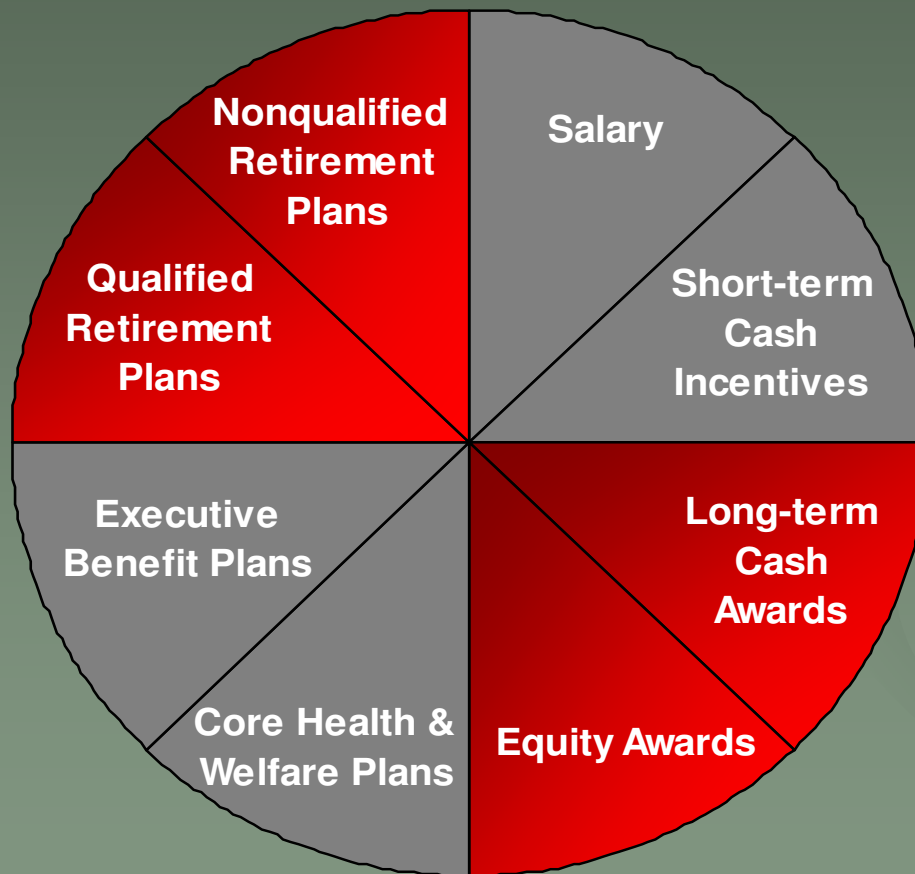 Nonqualified
Retirement
Plans
Salary
Qualified
Retirement
Plans
Short-term
Cash
Incentives
Executive
Benefit Plans
Long-term
Cash
Awards
Core Health &
Welfare Plans
Equity Awards